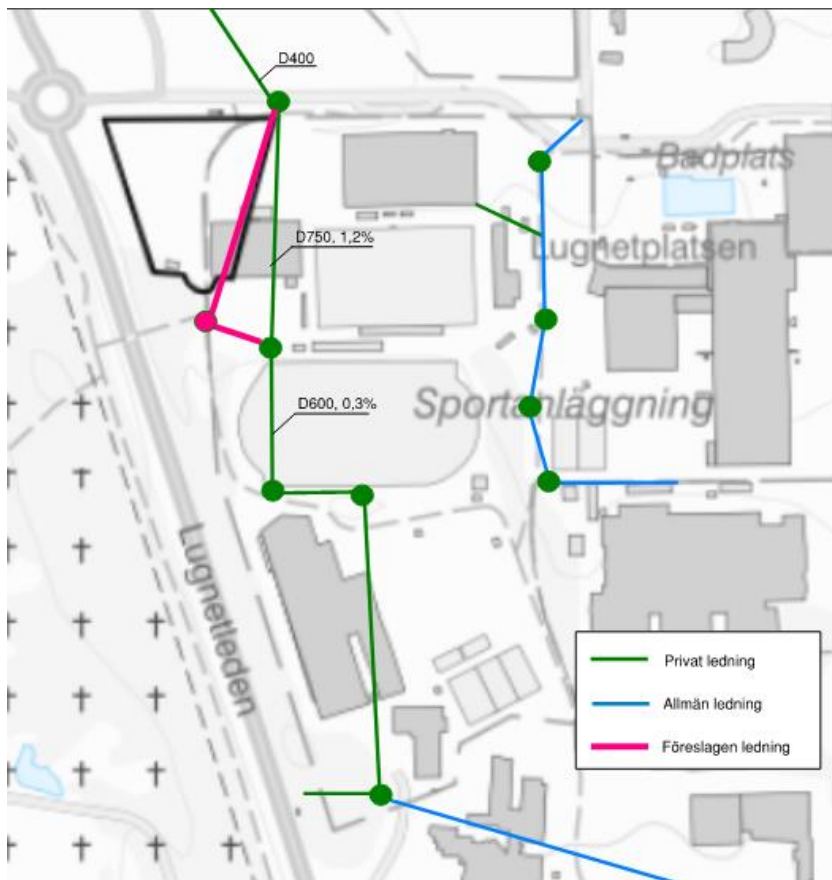 D400
Badplats
Lugnetplatsen
D750, 1,2%
Sportanläggning
D600, 0,3%
Lugnetleden
Privat ledning
Allmän ledning
Föreslagen ledning